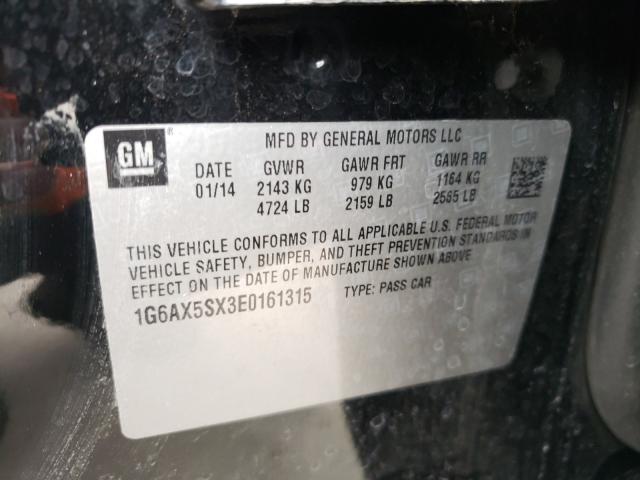 GM ®
MFD BY GENERAL MOTORS LLC
DATE GVWR GAWR FRT GAWR RR
01/14 2143 KG 979 KG 1164 KG
4724 LB 2159 LB 2565 LB
THIS VEHICLE CONFORMS TO ALL APPLICABLE U.S. FEDERAL MOTOR
VEHICLE SAFETY, BUMPER, AND THEFT PREVENTION STANDARDS IN
EFFECT ON THE DATE OF MANUFACTURE SHOWN ABOVE
1G6AX5SX3E0161315 TYPE: PASS CAR